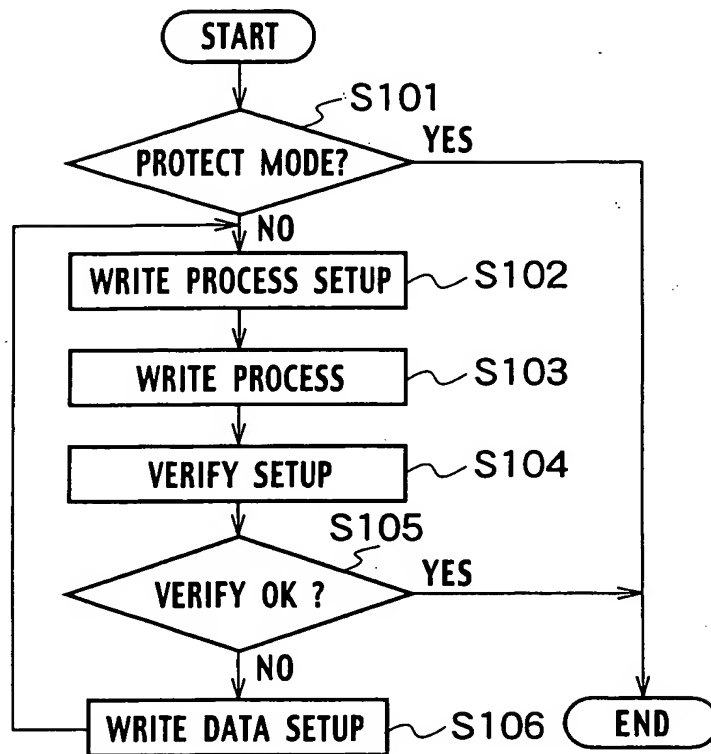 START
S101
PROTECT MODE?
YES
NO
WRITE PROCESS SETUP
S102
WRITE PROCESS
S103
VERIFY SETUP
S104
S105
VERIFY OK ?
YES
NO
WRITE DATA SETUP
S106
END